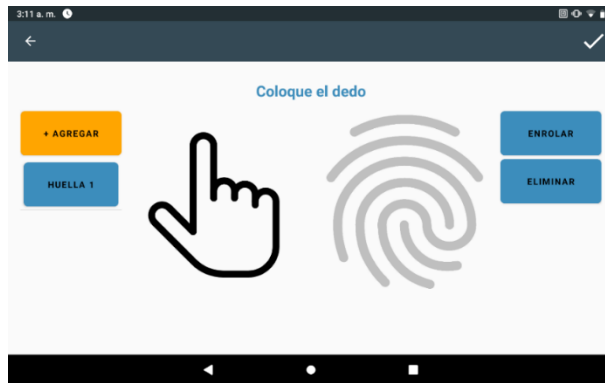 3:11 a. m.
Coloque el dedo
+ AGREGAR
HUELLA 1
ENROLAR
ELIMINAR